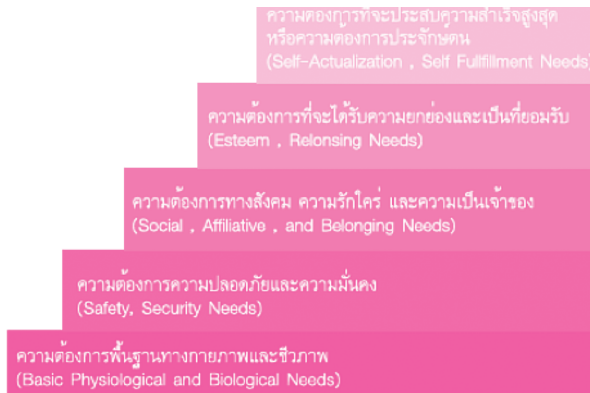 ความต้องการที่จะประสบความสำเร็จสูงสุด
หรือความต้องการประจักษ์ตน
(Self-Actualization , Self Fullfillment Needs)
ความต้องการที่จะได้รับความยกย่องและเป็นที่ยอมรับ
(Esteem , Relonsing Needs)
ความต้องการทางสังคม ความรักใคร่ และความเป็นเจ้าของ
(Social , Affiliative , and Belonging Needs)
ความต้องการความปลอดภัยและความมั่นคง
(Safety, Security Needs)
ความต้องการพื้นฐานทางกายภาพและชีวภาพ
(Basic Physiological and Biological Needs)